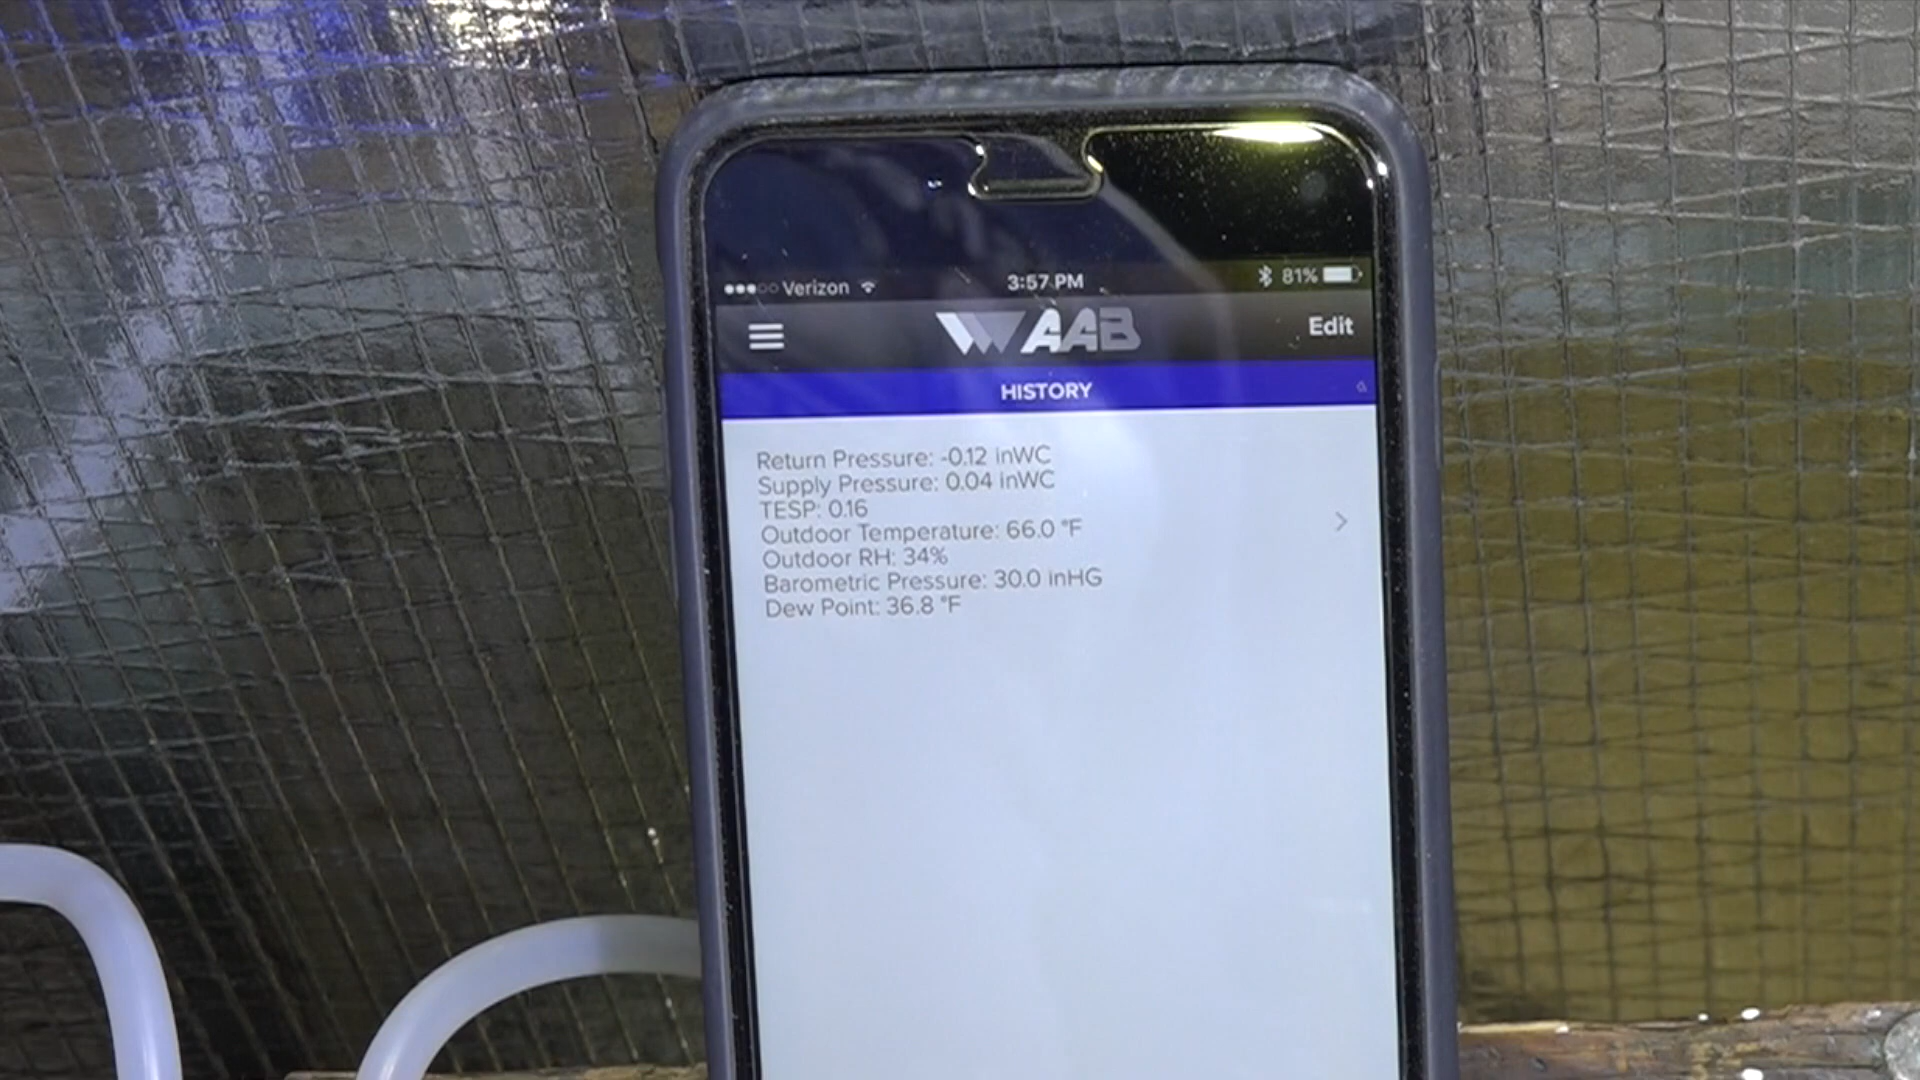 Verizon 3:57 PM 81%
WAAB Edit
HISTORY
Return Pressure: -0.12 inWC
Supply Pressure: 0.04 inWC
TESP: 0.16
Outdoor Temperature: 66.0 °F
Outdoor RH: 34%
Barometric Pressure: 30.0 inHG
Dew Point: 36.8 °F